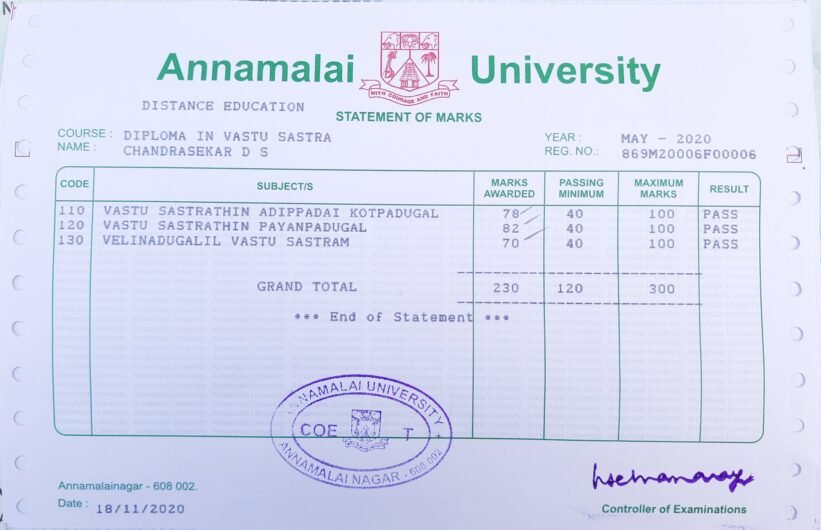 Annamalai University
WITH COURAGE AND FAITH
DISTANCE EDUCATION
STATEMENT OF MARKS
COURSE : DIPLOMA IN VASTU SASTRA YEAR : MAY - 2020
NAME : CHANDRASEKAR D S REG. NO.: 869M20006F00006
CODE SUBJECT/S MARKS AWARDED PASSING MINIMUM MAXIMUM MARKS RESULT
110 VASTU SASTRATHIN ADIPPADAI KOTPADUGAL 78 40 100 PASS
120 VASTU SASTRATHIN PAYANPADUGAL 82 40 100 PASS
130 VELINADUGALIL VASTU SASTRAM 70 40 100 PASS
GRAND TOTAL 230 120 300
*** End of Statement ***
ANNAMALAI UNIVERSITY
COE T
ANNAMALAI NAGAR - 608 002
Annamalainagar - 608 002.
Date : 18/11/2020
Controller of Examinations